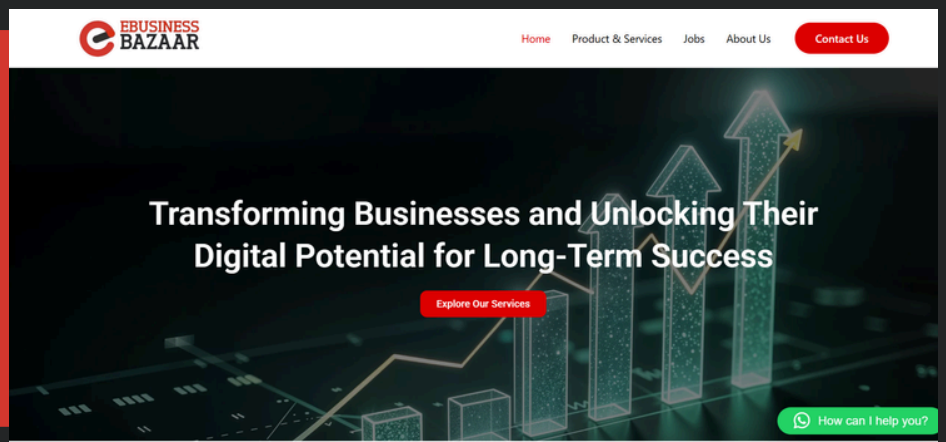 EBUSINESS
BAZAAR
Home Product & Services Jobs About Us Contact Us
Transforming Businesses and Unlocking Their
Digital Potential for Long-Term Success
Explore Our Services
How can I help you?